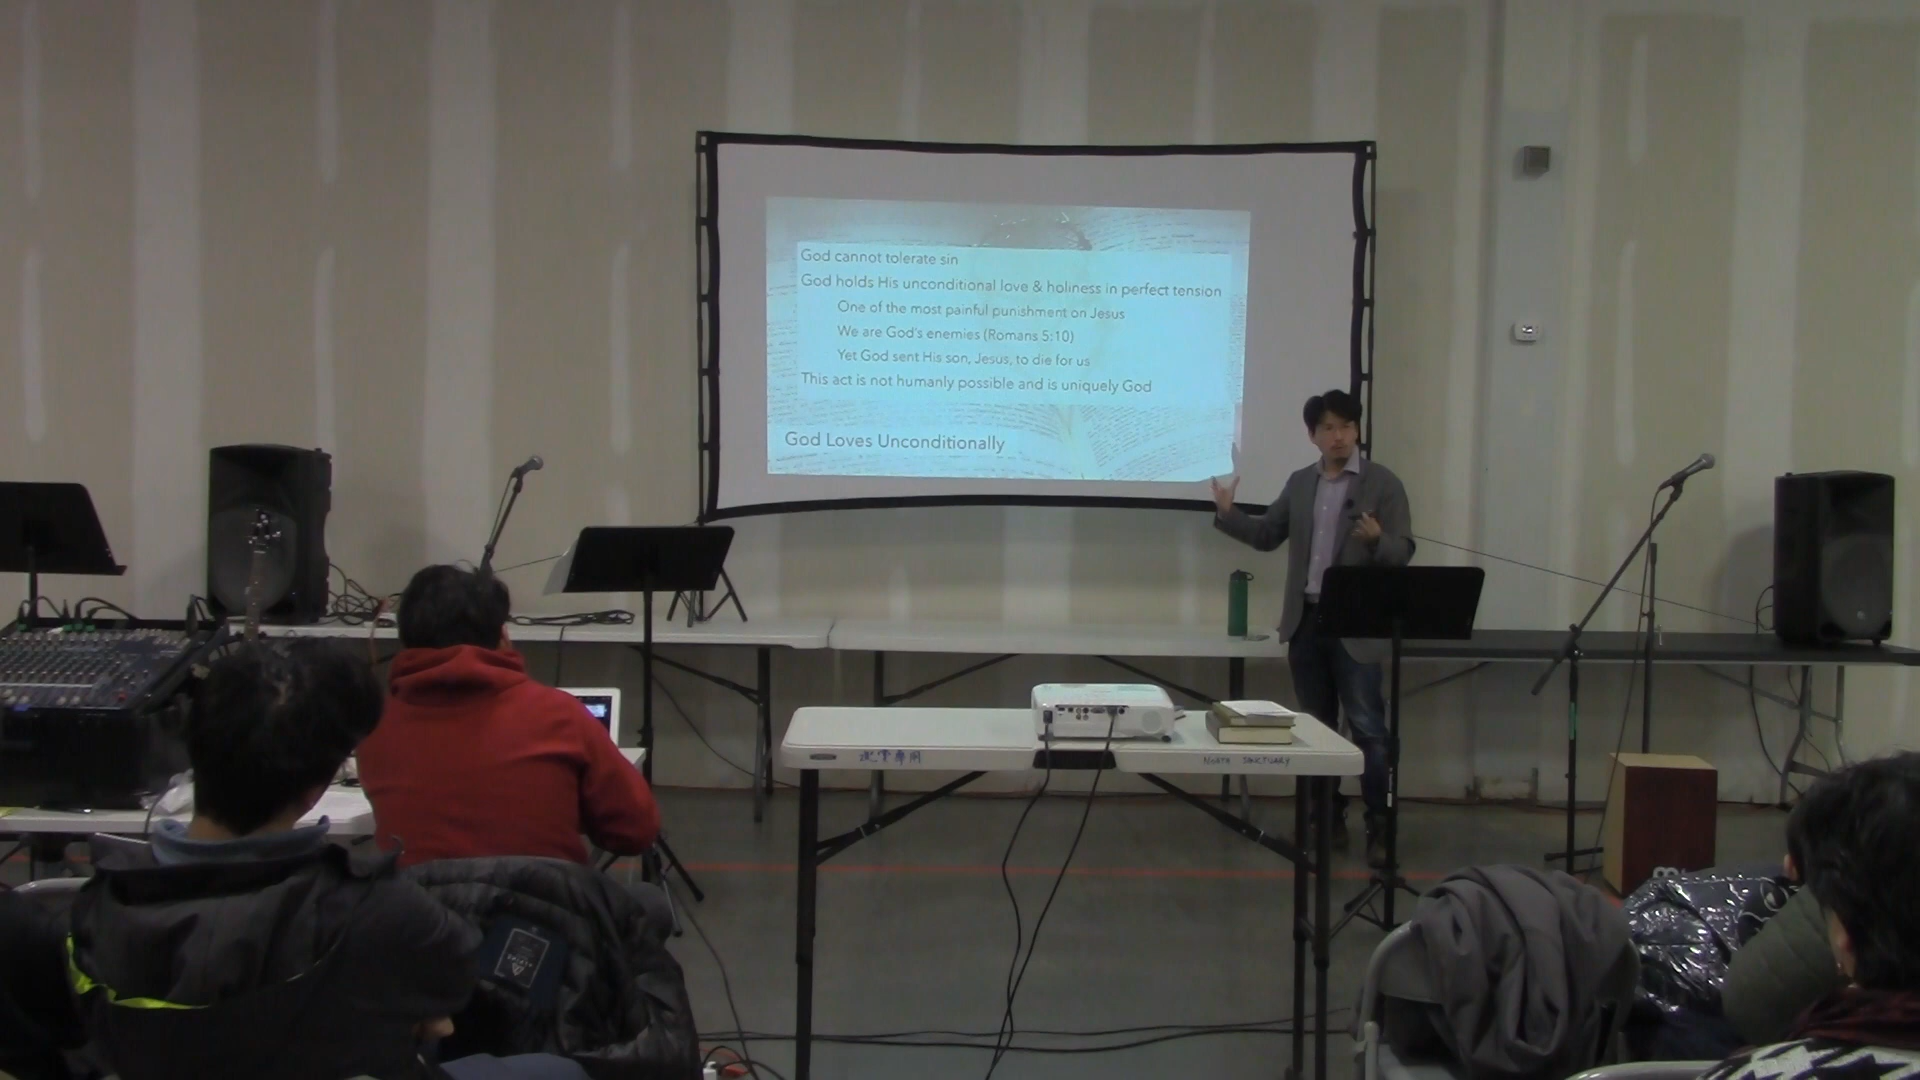 God cannot tolerate sin
God holds His unconditional love & holiness in perfect tension
One of the most painful punishment on Jesus
We are God's enemies (Romans 5:10)
Yet God sent His son, Jesus, to die for us
This act is not humanly possible and is uniquely God
God Loves Unconditionally
NORTH SANCTUARY